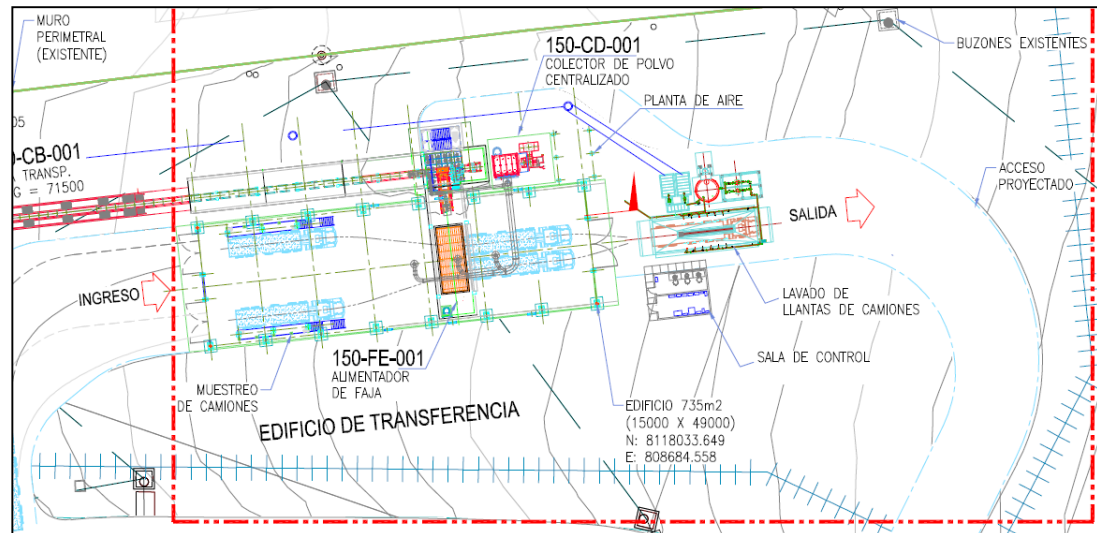 MURO
PERIMETRAL
(EXISTENTE)
150-CD-001
COLECTOR DE POLVO
CENTRALIZADO
BUZONES EXISTENTES
PLANTA DE AIRE
05
-CB-001
TRANSP.
G = 71500
ACCESO
PROYECTADO
SALIDA
INGRESO
LAVADO DE
LLANTAS DE CAMIONES
SALA DE CONTROL
150-FE-001
ALIMENTADOR
DE FAJA
MUESTREO
DE CAMIONES
EDIFICIO DE TRANSFERENCIA
EDIFICIO 735m2
(15000 X 49000)
N: 8118033.649
E: 808684.558